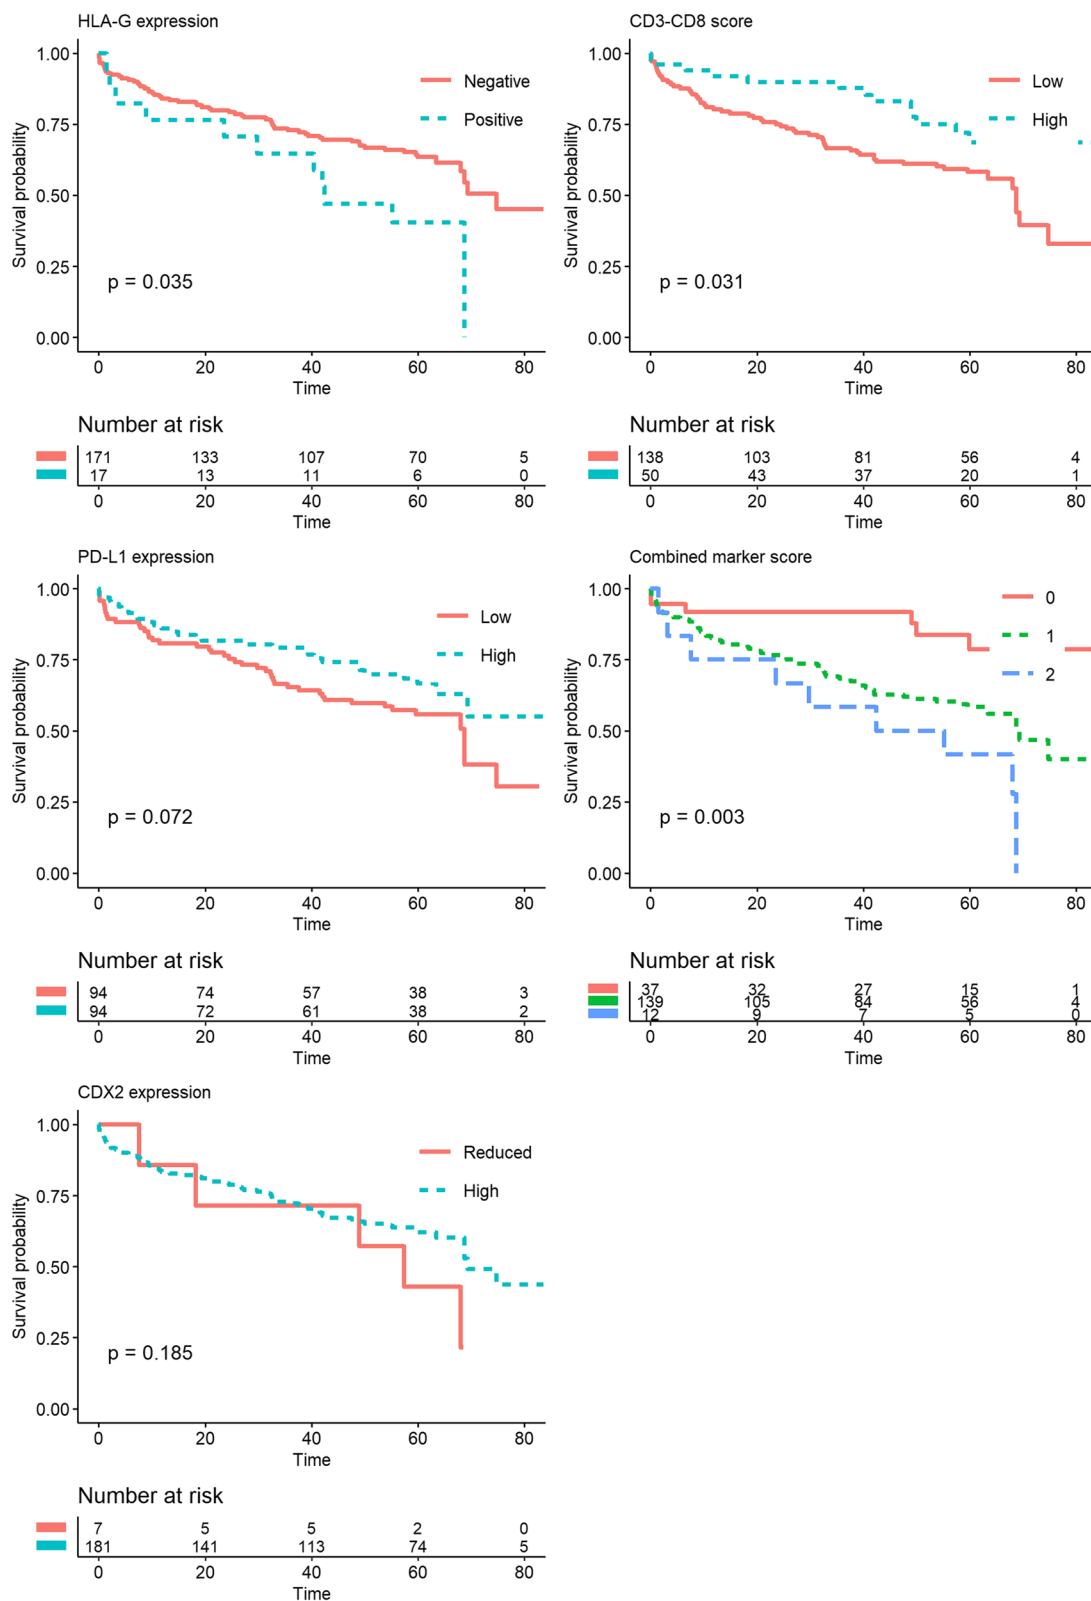 HLA-G expression
1.00
0.75
0.50
0.25
0.00
Survival probability
Negative
Positive
p = 0.035
0 20 40 60 80
Time
Number at risk
171 133 107 70 5
17 13 11 6 0
0 20 40 60 80
Time
CD3-CD8 score
1.00
0.75
0.50
0.25
0.00
Survival probability
Low
High
p = 0.031
0 20 40 60 80
Time
Number at risk
138 103 81 56 4
50 43 37 20 1
0 20 40 60 80
Time
PD-L1 expression
1.00
0.75
0.50
0.25
0.00
Survival probability
Low
High
p = 0.072
0 20 40 60 80
Time
Number at risk
94 74 57 38 3
94 72 61 38 2
0 20 40 60 80
Time
Combined marker score
1.00
0.75
0.50
0.25
0.00
Survival probability
0
1
2
p = 0.003
0 20 40 60 80
Time
Number at risk
37 32 27 15 1
139 105 84 56 4
12 9 7 5 0
0 20 40 60 80
Time
CDX2 expression
1.00
0.75
0.50
0.25
0.00
Survival probability
Reduced
High
p = 0.185
0 20 40 60 80
Time
Number at risk
7 5 5 2 0
181 141 113 74 5
0 20 40 60 80
Time